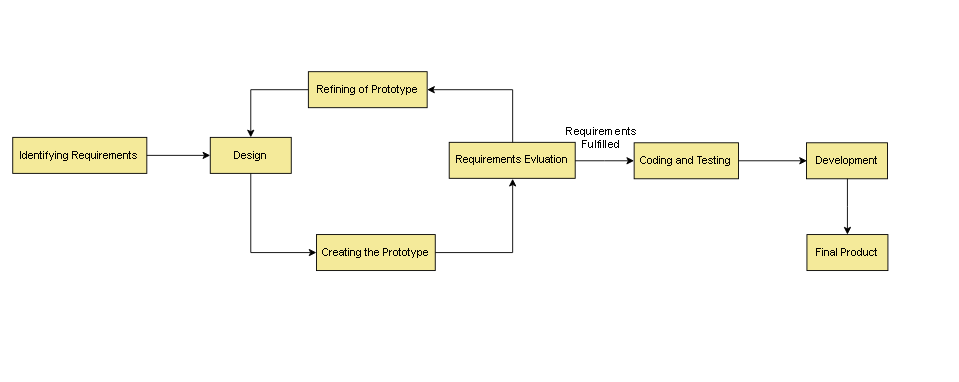 Refining of Prototype
Identifying Requirements
Design
Requirements Evluation
Requirements
Fulfilled
Coding and Testing
Development
Creating the Prototype
Final Product